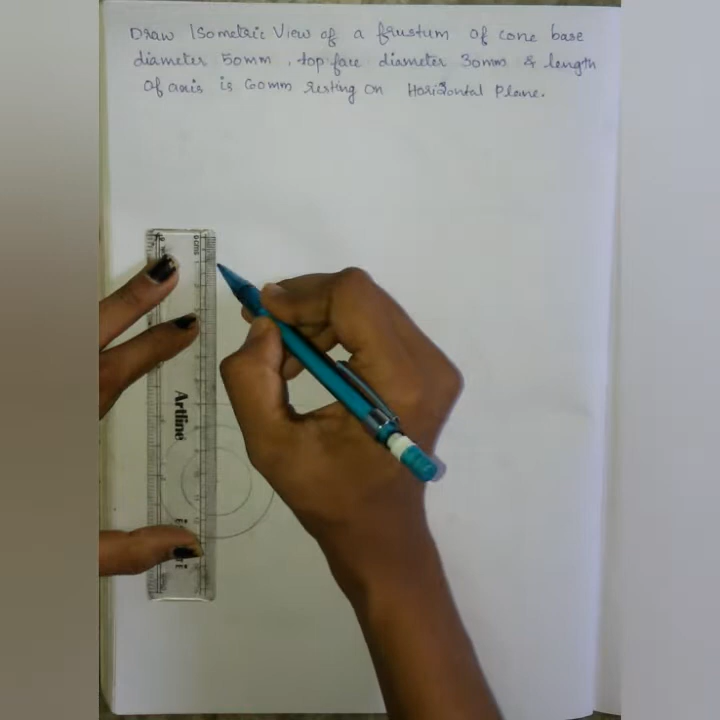 Draw Isometric View of a frustum of cone base
diameter 50mm , top face diameter 30mm & length
of axis is 60mm resting on Horizontal Plane.
Artline